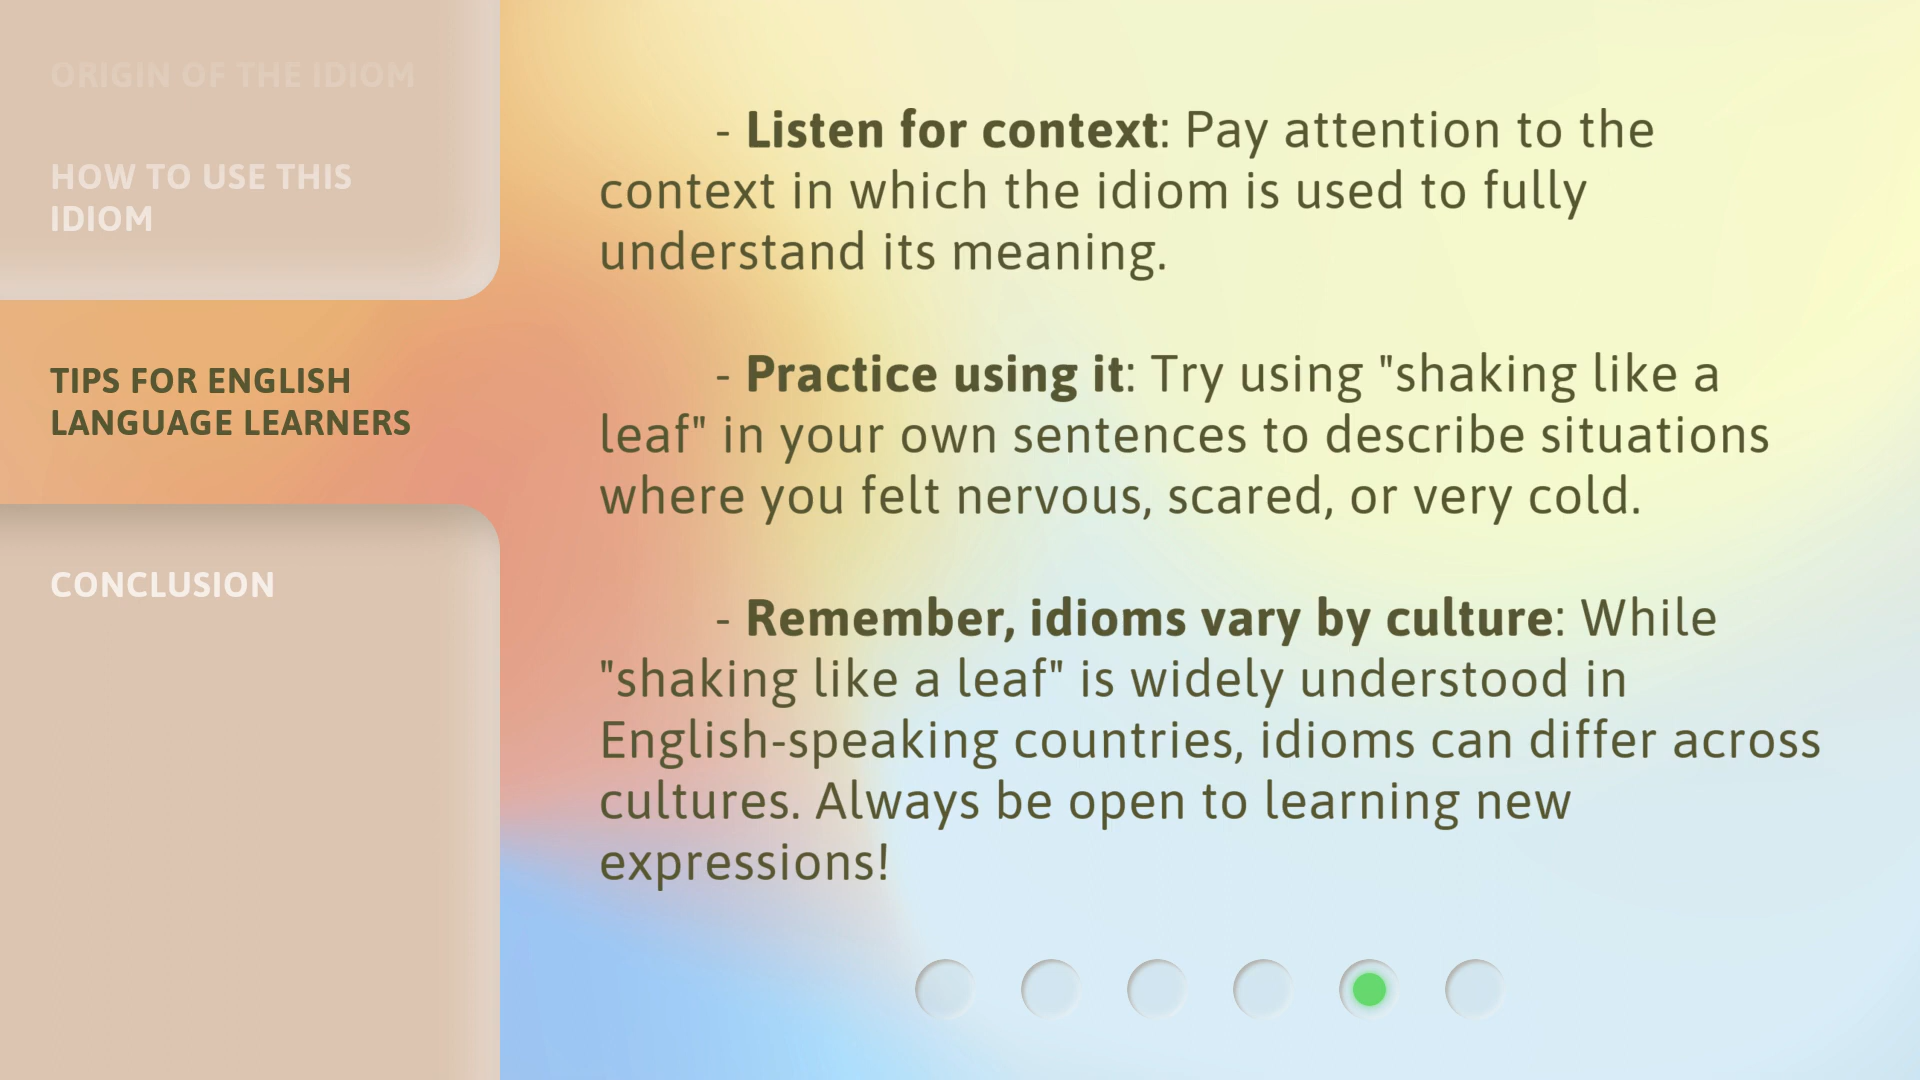 ORIGIN OF THE IDIOM
HOW TO USE THIS
IDIOM
TIPS FOR ENGLISH
LANGUAGE LEARNERS
CONCLUSION
- Listen for context: Pay attention to the
context in which the idiom is used to fully
understand its meaning.
- Practice using it: Try using "shaking like a
leaf" in your own sentences to describe situations
where you felt nervous, scared, or very cold.
- Remember, idioms vary by culture: While
"shaking like a leaf" is widely understood in
English-speaking countries, idioms can differ across
cultures. Always be open to learning new
expressions!